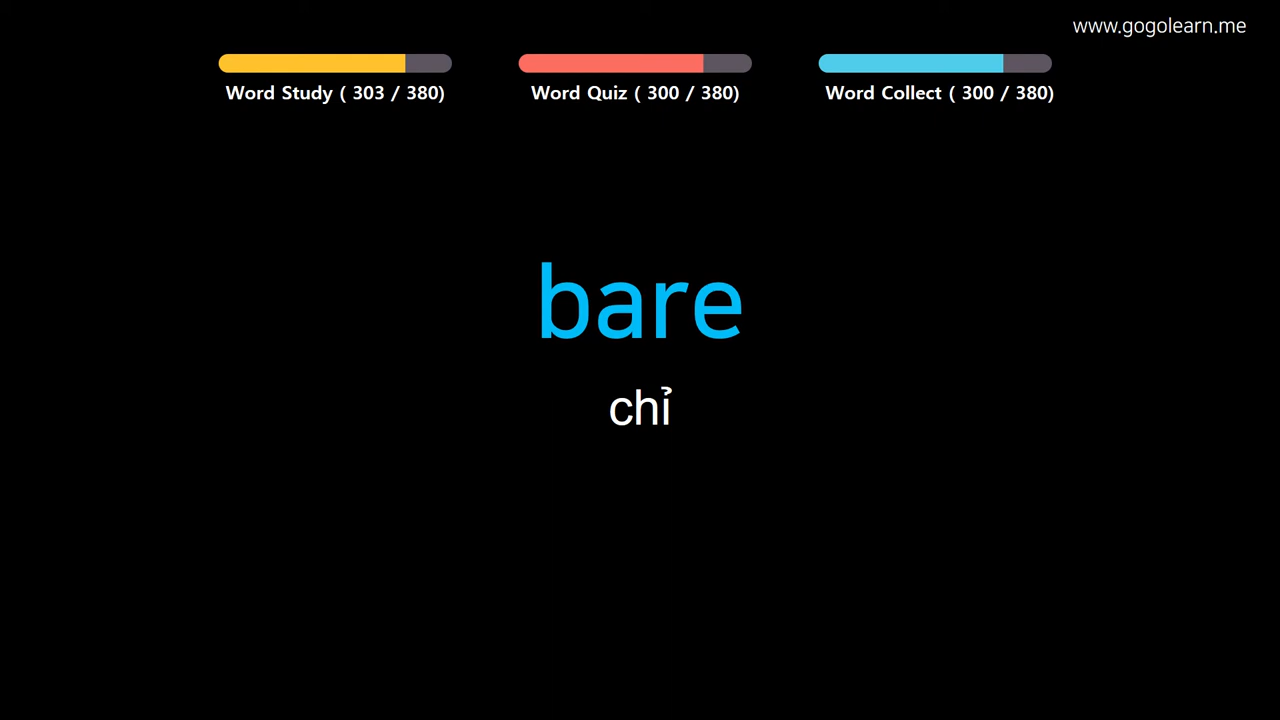 www.gogolearn.me
Word Study ( 303 / 380)
Word Quiz ( 300 / 380)
Word Collect ( 300 / 380)
bare
chỉ